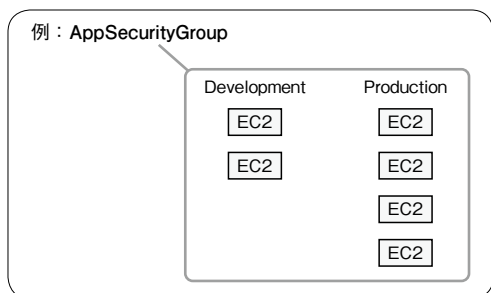 例：AppSecurityGroup
Development Production
EC2 EC2
EC2 EC2
EC2
EC2